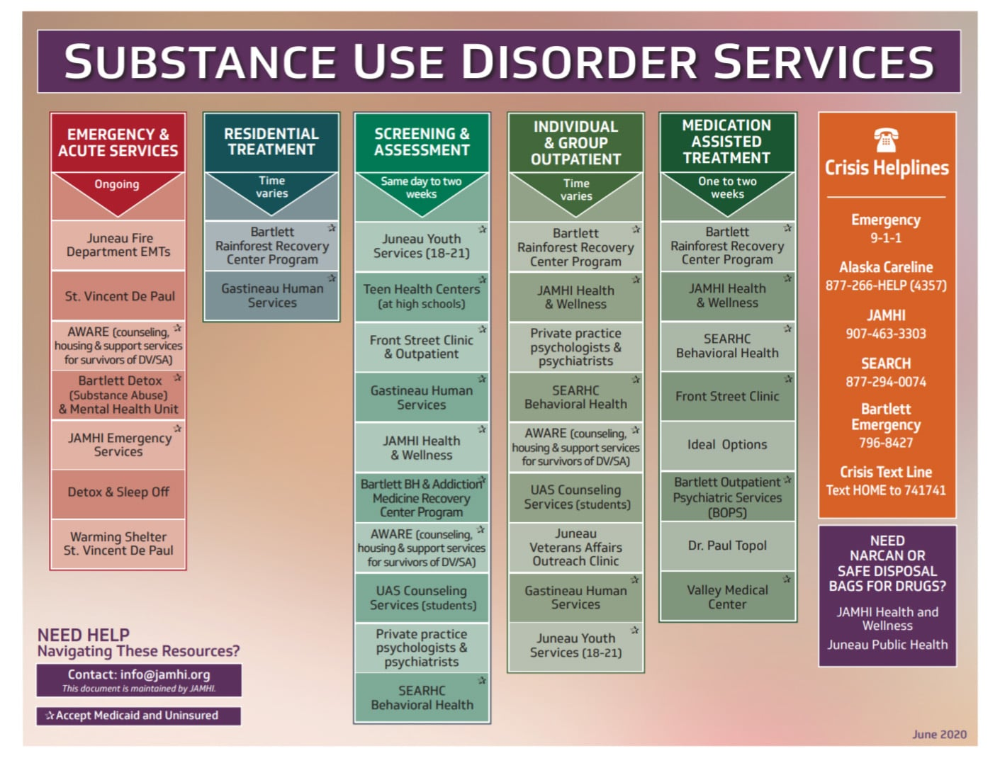 SUBSTANCE USE DISORDER SERVICES
EMERGENCY &
ACUTE SERVICES
Ongoing
Juneau Fire
Department EMTs
St. Vincent De Paul
AWARE (counseling, ✰
housing & support services
for survivors of DV/SA)
Bartlett Detox ✰
(Substance Abuse)
& Mental Health Unit
JAMHI Emergency ✰
Services
Detox & Sleep Off
Warming Shelter
St. Vincent De Paul
RESIDENTIAL
TREATMENT
Time
varies
Bartlett ✰
Rainforest Recovery
Center Program
Gastineau Human ✰
Services
SCREENING &
ASSESSMENT
Same day to two
weeks
Juneau Youth ✰
Services (18-21)
Teen Health Centers ✰
(at high schools)
Front Street Clinic ✰
& Outpatient
Gastineau Human ✰
Services
JAMHI Health ✰
& Wellness
Bartlett BH & Addiction ✰
Medicine Recovery
Center Program
AWARE (counseling, ✰
housing & support services
for survivors of DV/SA)
UAS Counseling
Services (students)
Private practice
psychologists &
psychiatrists
SEARHC ✰
Behavioral Health
INDIVIDUAL
& GROUP
OUTPATIENT
Time
varies
Bartlett ✰
Rainforest Recovery
Center Program
JAMHI Health ✰
& Wellness
Private practice
psychologists &
psychiatrists
SEARHC ✰
Behavioral Health
AWARE (counseling, ✰
housing & support services
for survivors of DV/SA)
UAS Counseling
Services (students)
Juneau
Veterans Affairs
Outreach Clinic
Gastineau Human ✰
Services
Juneau Youth ✰
Services (18-21)
MEDICATION
ASSISTED
TREATMENT
One to two
weeks
Bartlett ✰
Rainforest Recovery
Center Program
JAMHI Health ✰
& Wellness
SEARHC ✰
Behavioral Health
Front Street Clinic ✰
Ideal Options
Bartlett Outpatient ✰
Psychiatric Services
(BOPS)
Dr. Paul Topol
Valley Medical ✰
Center
Crisis Helplines
Emergency
9-1-1
Alaska Careline
877-266-HELP (4357)
JAMHI
907-463-3303
SEARCH
877-294-0074
Bartlett
Emergency
796-8427
Crisis Text Line
Text HOME to 741741
NEED
NARCAN OR
SAFE DISPOSAL
BAGS FOR DRUGS?
JAMHI Health and
Wellness
Juneau Public Health
NEED HELP
Navigating These Resources?
Contact: info@jamhi.org
This document is maintained by JAMHI.
✰ Accept Medicaid and Uninsured
June 2020